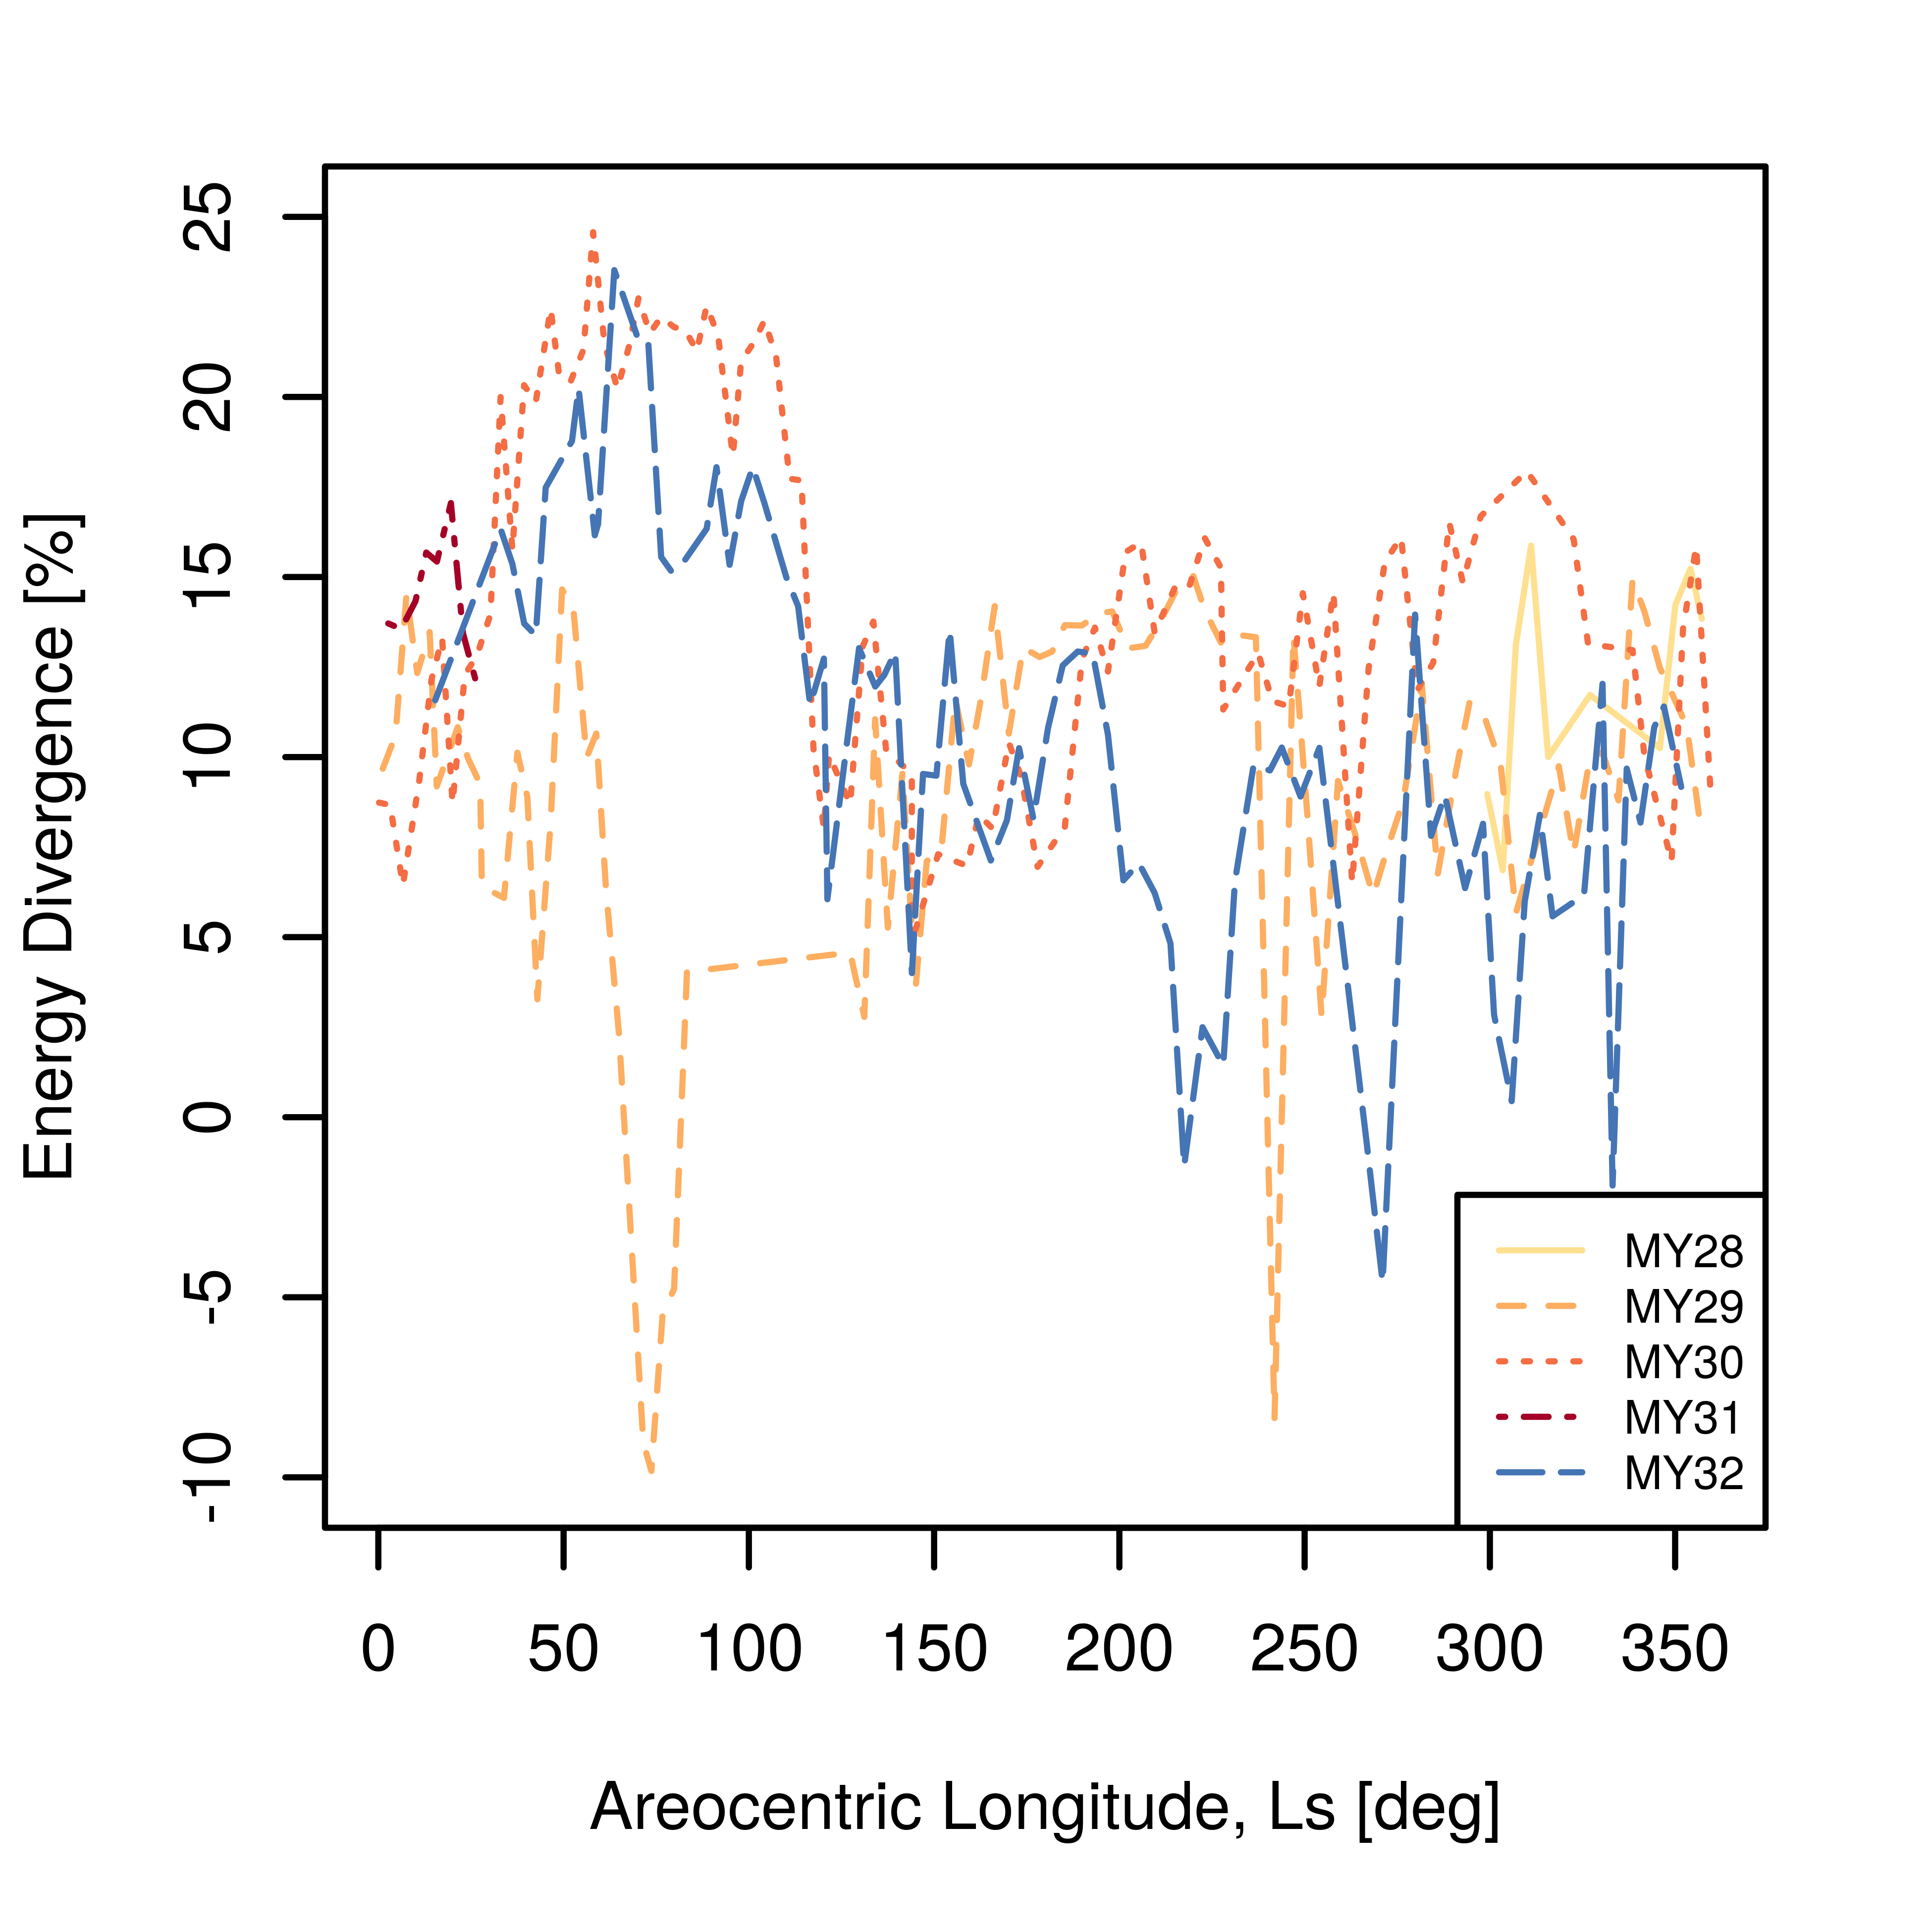 Energy Divergence [%]
25
20
15
10
5
0
-5
-10
MY28
MY29
MY30
MY31
MY32
0 50 100 150 200 250 300 350
Areocentric Longitude, Ls [deg]